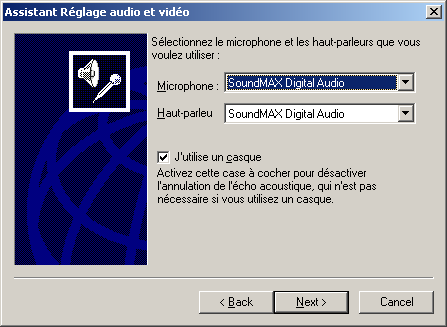 Assistant Réglage audio et vidéo
Sélectionnez le microphone et les haut-parleurs que vous
voulez utiliser :
Microphone : SoundMAX Digital Audio
Haut-parleu SoundMAX Digital Audio
J'utilise un casque
Activez cette case à cocher pour désactiver
l'annulation de l'écho acoustique, qui n'est pas
nécessaire si vous utilisez un casque.
< Back Next > Cancel